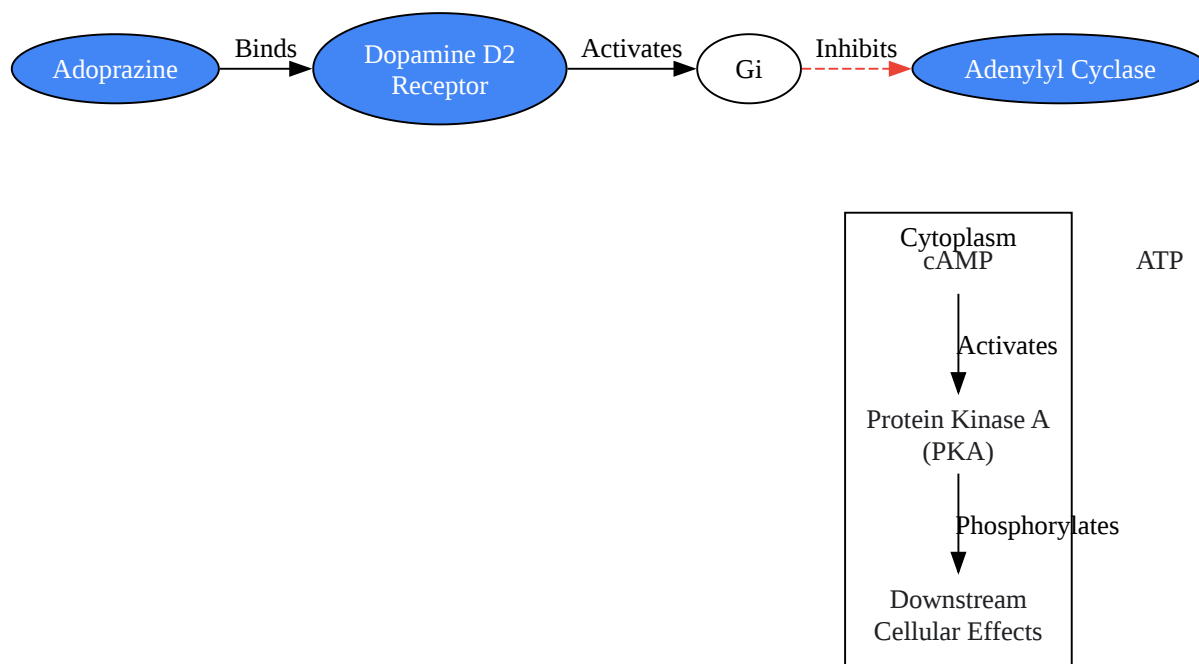 Adoprazine
Binds
Dopamine D2
Receptor
Activates
Gi
Inhibits
Adenylyl Cyclase
Cytoplasm
cAMP
ATP
Activates
Protein Kinase A
(PKA)
Phosphorylates
Downstream
Cellular Effects